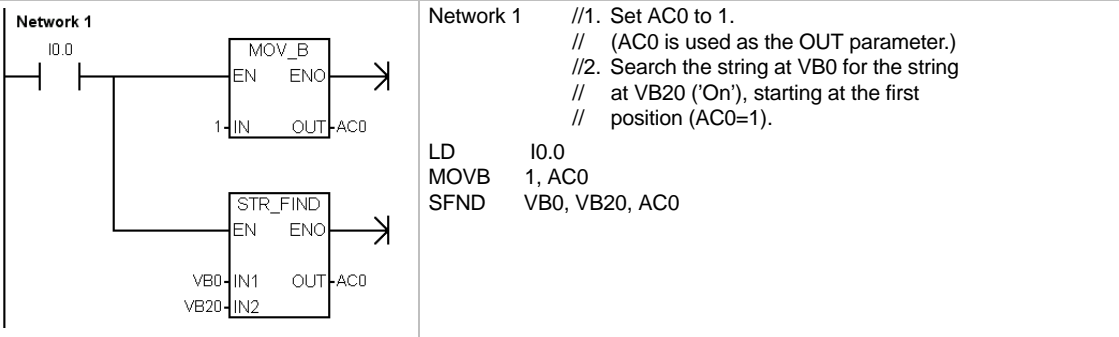 Network 1
I0.0
MOV_B
EN ENO
1 IN OUT AC0
STR_FIND
EN ENO
VB0 IN1 OUT AC0
VB20 IN2
Network 1 //1. Set AC0 to 1.
// (AC0 is used as the OUT parameter.)
//2. Search the string at VB0 for the string
// at VB20 ('On'), starting at the first
// position (AC0=1).
LD I0.0
MOVB 1, AC0
SFND VB0, VB20, AC0